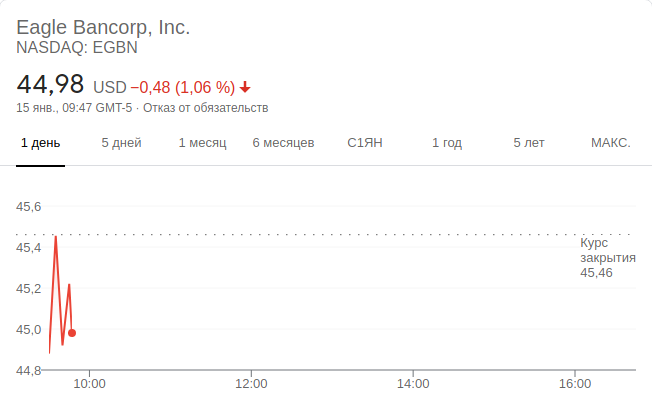 Eagle Bancorp, Inc.
NASDAQ: EGBN
44,98 USD −0,48 (1,06 %)
15 янв., 09:47 GMT-5 · Отказ от обязательств
1 день 5 дней 1 месяц 6 месяцев С1ЯН 1 год 5 лет МАКС.
45,6
45,4
45,2
45,0
44,8
Курс
закрытия
45,46
10:00 12:00 14:00 16:00